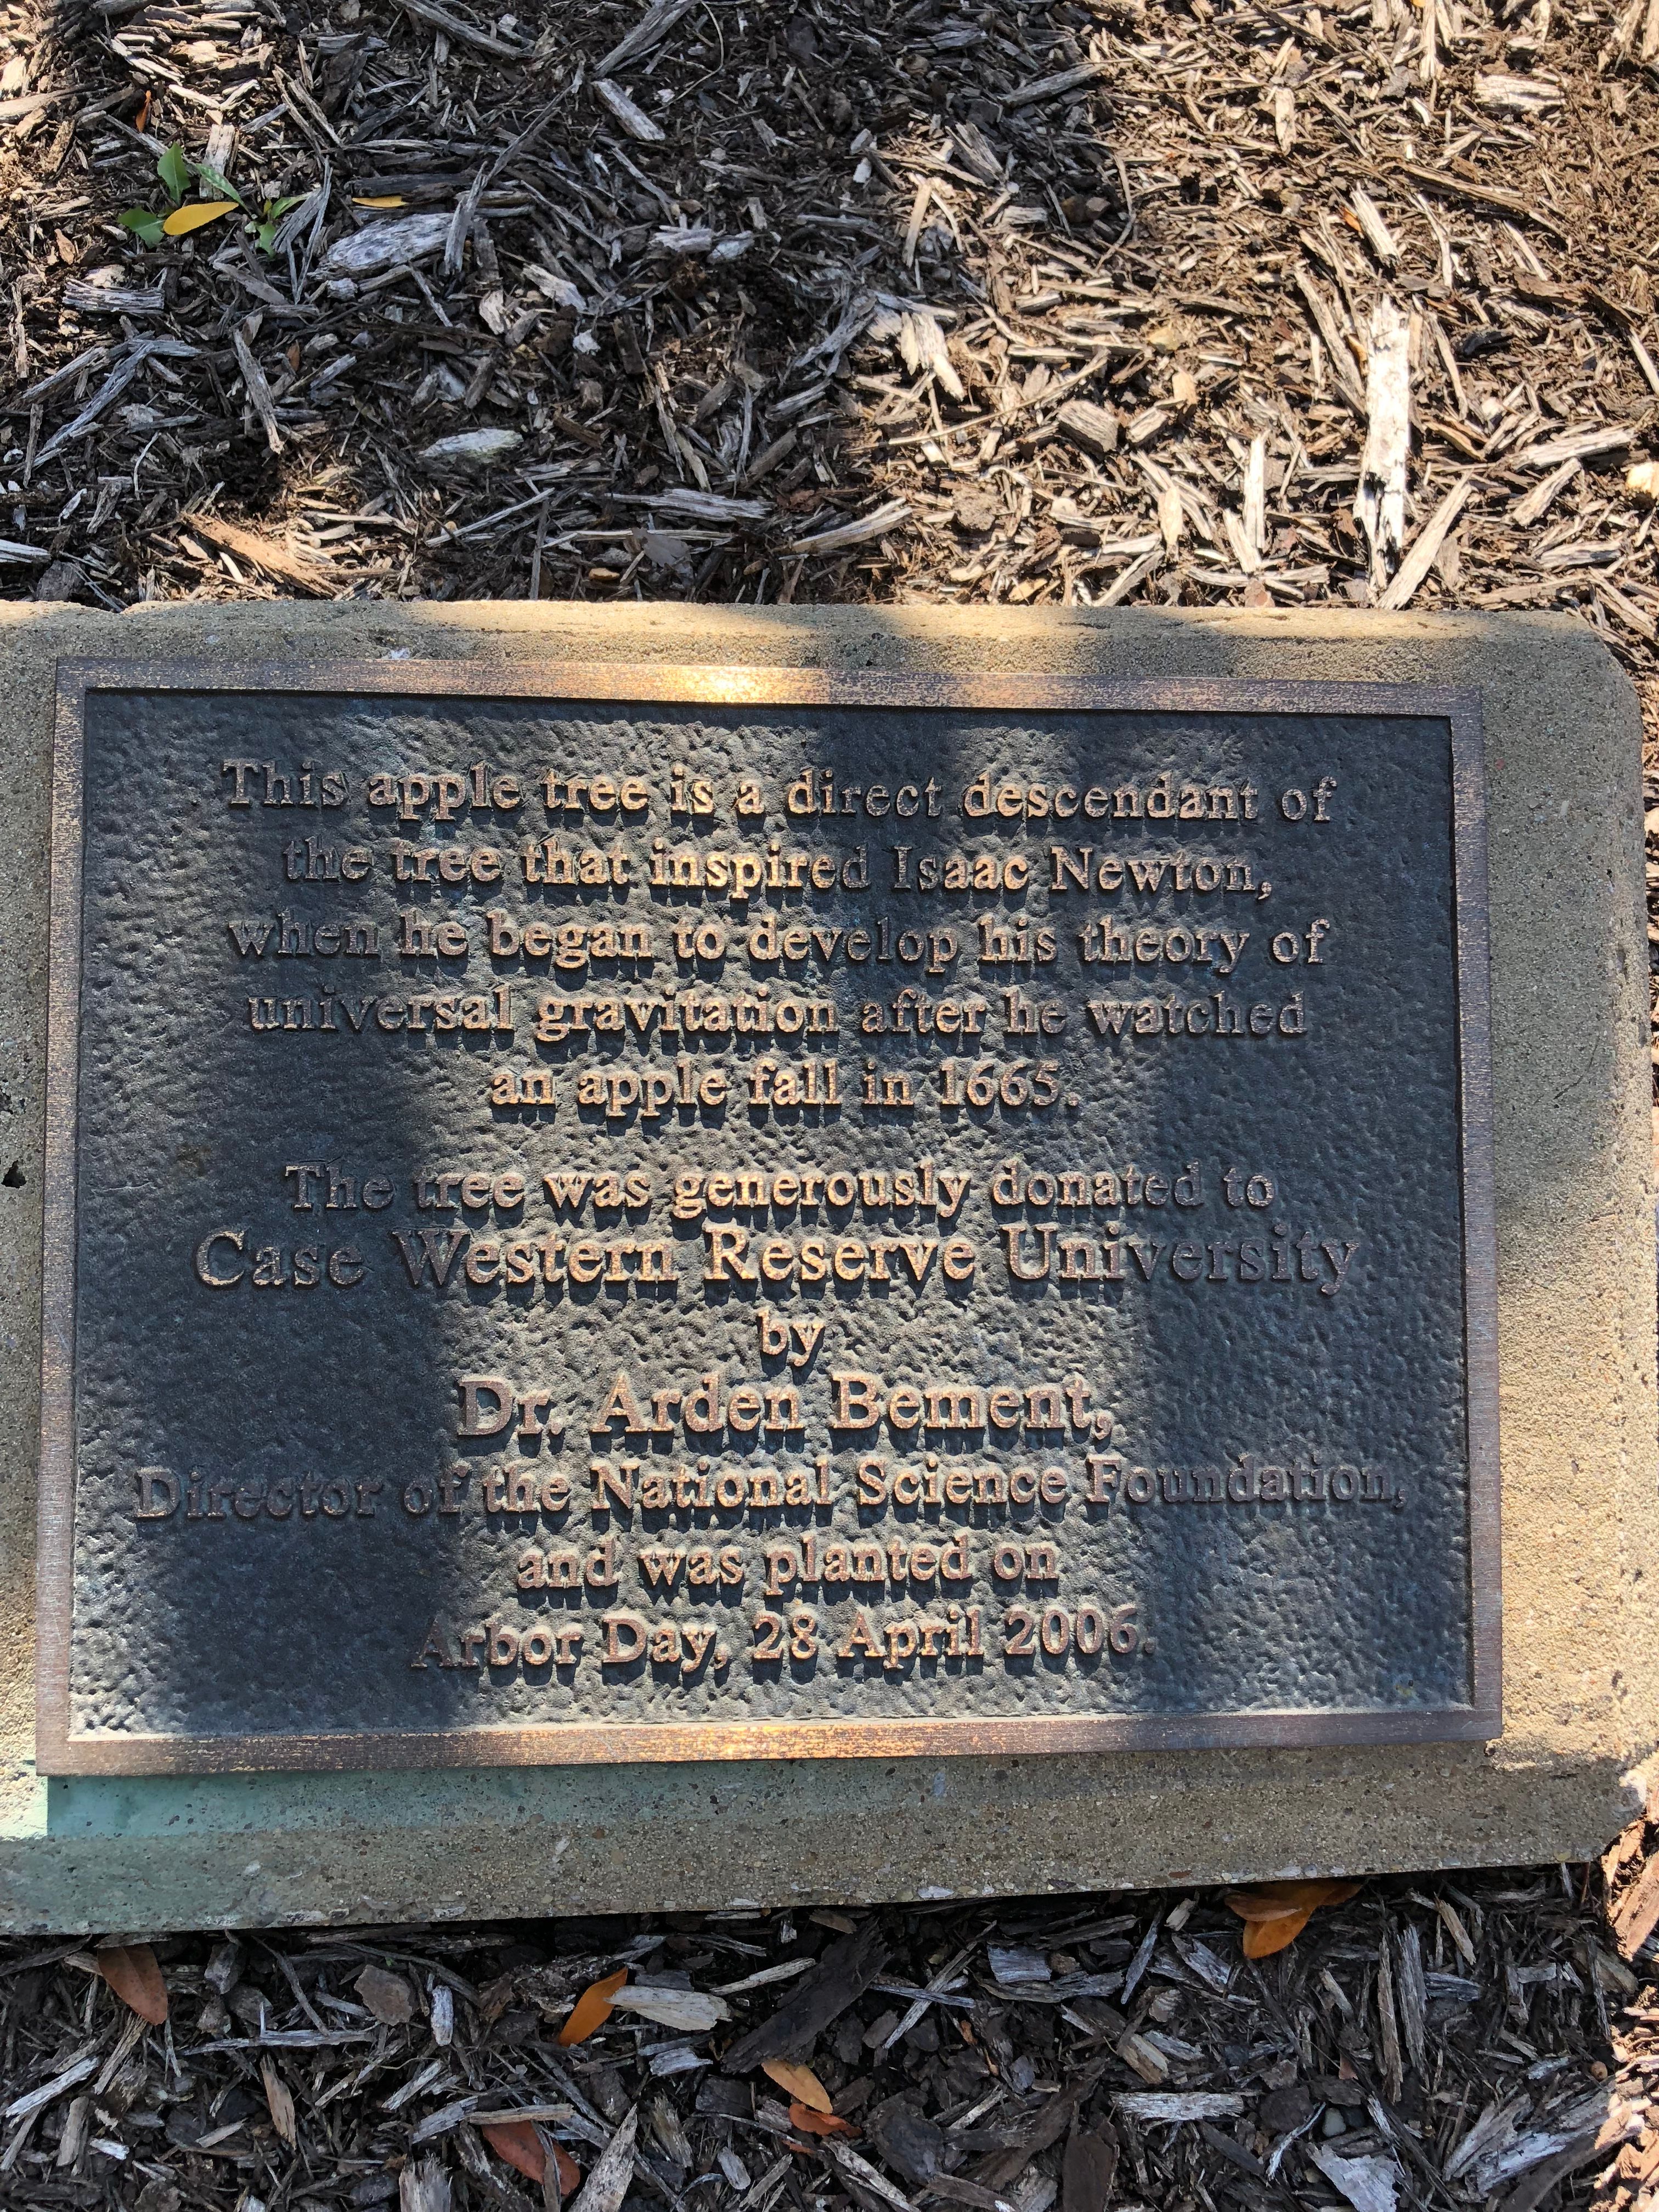 This apple tree is a direct descendant of
the tree that inspired Isaac Newton,
when he began to develop his theory of
universal gravitation after he watched
an apple fall in 1665.
The tree was generously donated to
Case Western Reserve University
by
Dr. Arden Bement,
Director of the National Science Foundation,
and was planted on
Arbor Day, 28 April 2006.